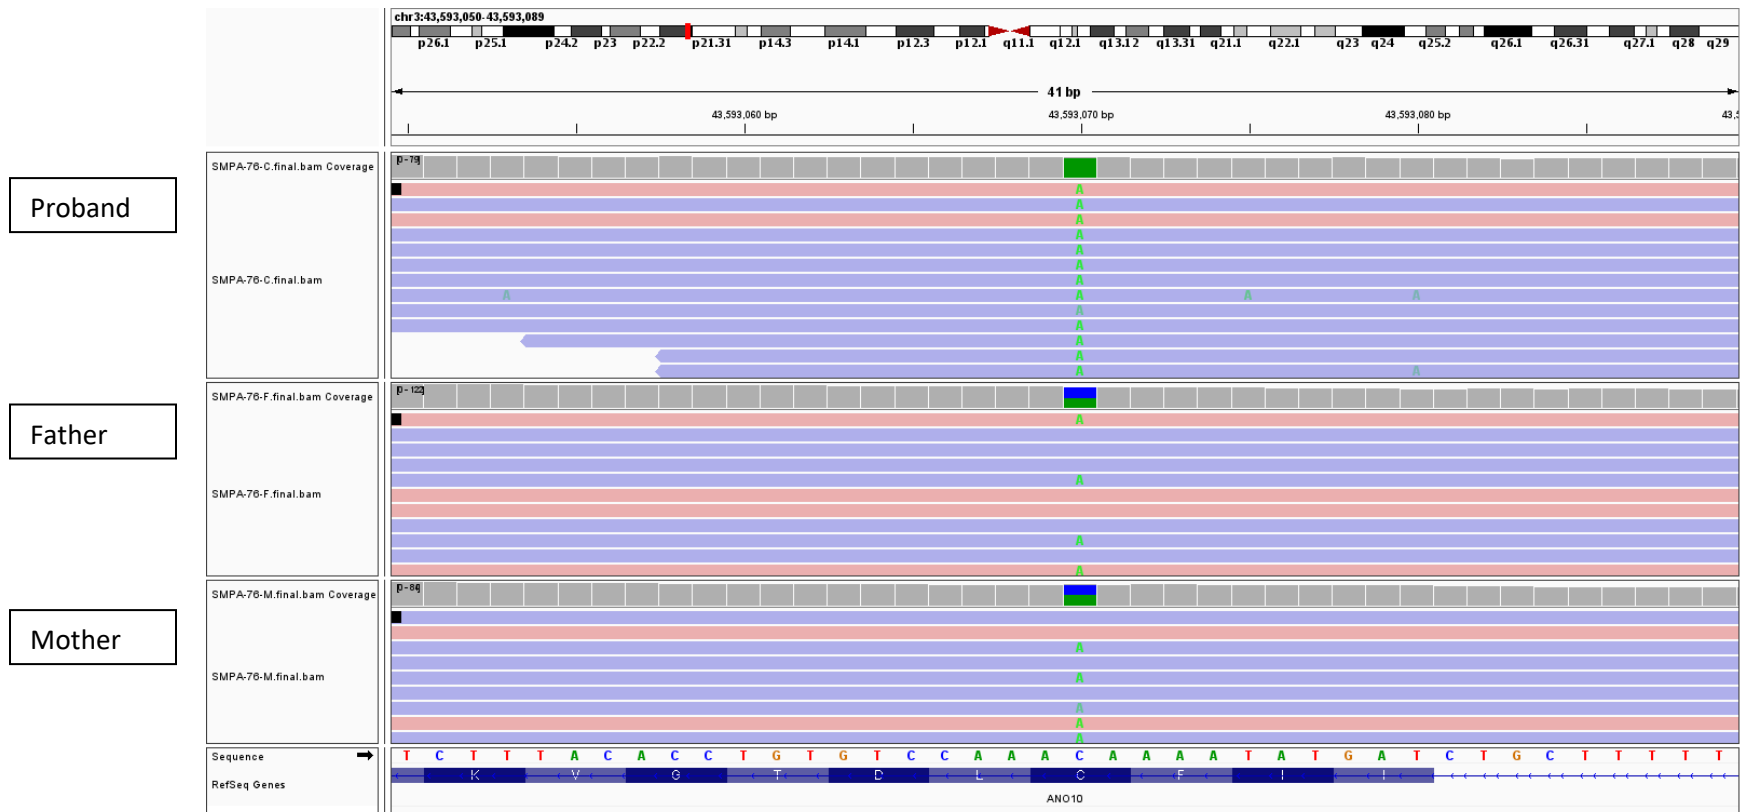 chr3:43,593,050-43,593,089
p26.1 p25.1 p24.2 p23 p22.2 p21.31 p14.3 p14.1 p12.3 p12.1 q11.1 q12.1 q13.12 q13.31 q21.1 q22.1 q23 q24 q25.2 q26.1 q26.31 q27.1 q28 q29
41 bp
43,593,060 bp 43,593,070 bp 43,593,080 bp
Proband
SMPA-76-C.final.bam Coverage
[0-79]
A
A
A
A
A
A
A
SMPA-76-C.final.bam
A A A A
A
A
A
A
A A
Father
SMPA-76-F.final.bam Coverage
[0-122]
A
A
SMPA-76-F.final.bam
A
A
Mother
SMPA-76-M.final.bam Coverage
A
A
SMPA-76-M.final.bam
A
A
A
Sequence
T C T T T A C A C C T G T G T C C A A A C A A A A T A T G A T C T G C T T T T T
RefSeq Genes
K V G T D L C F I I
ANO10